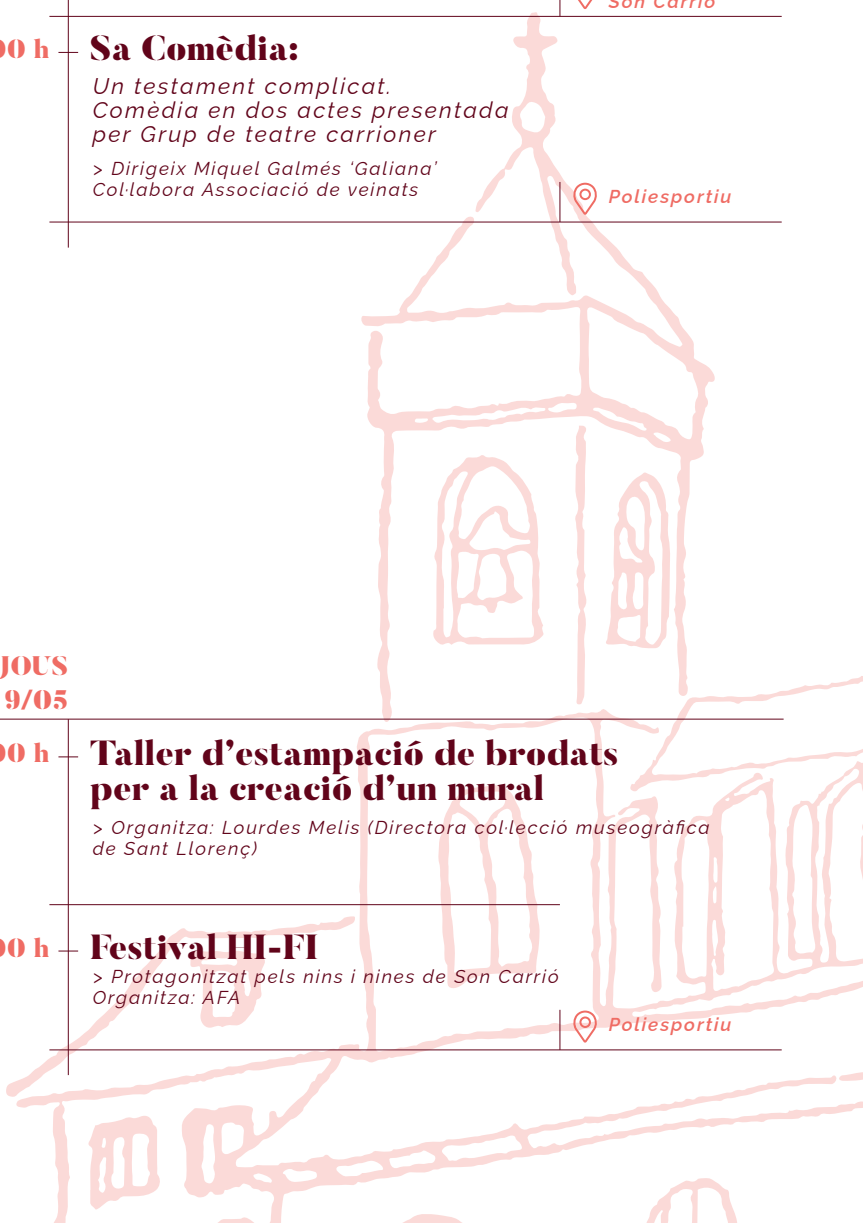 Son Carrió
00 h
Sa Comèdia:
Un testament complicat.
Comèdia en dos actes presentada
per Grup de teatre carrioner
> Dirigeix Miquel Galmés ‘Galiana’
Col·labora Associació de veinats
Poliesportiu
JOUS
9/05
00 h
Taller d’estampació de brodats
per a la creació d’un mural
> Organitza: Lourdes Melis (Directora col·lecció museogràfica
de Sant Llorenç)
00 h
Festival HI-FI
> Protagonitzat pels nins i nines de Son Carrió
Organitza: AFA
Poliesportiu